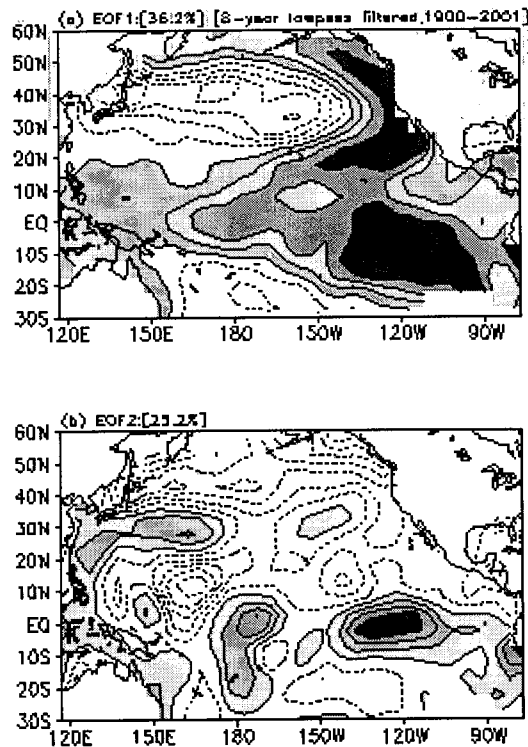 (a) EOF1:[36.2%] [8-year lowpass filtered,1900-2001]
60N
50N
40N
30N
20N
10N
EQ
10S
20S
30S
120E 150E 180 150W 120W 90W
(b) EOF2:[23.2%]
60N
50N
40N
30N
20N
10N
EQ
10S
20S
30S
120E 150E 180 150W 120W 90W